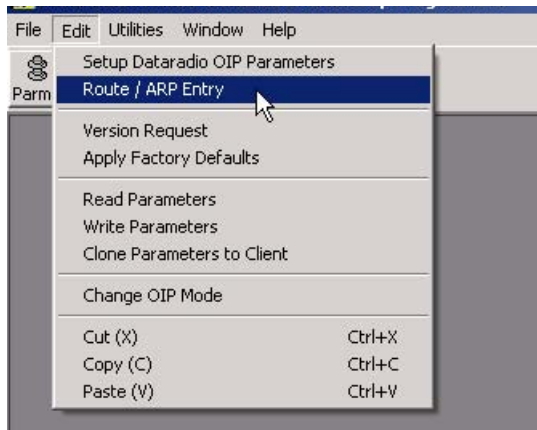 File Edit Utilities Window Help
Parm
Setup Dataradio OIP Parameters
Route / ARP Entry
Version Request
Apply Factory Defaults
Read Parameters
Write Parameters
Clone Parameters to Client
Change OIP Mode
Cut (X) Ctrl+X
Copy (C) Ctrl+C
Paste (V) Ctrl+V